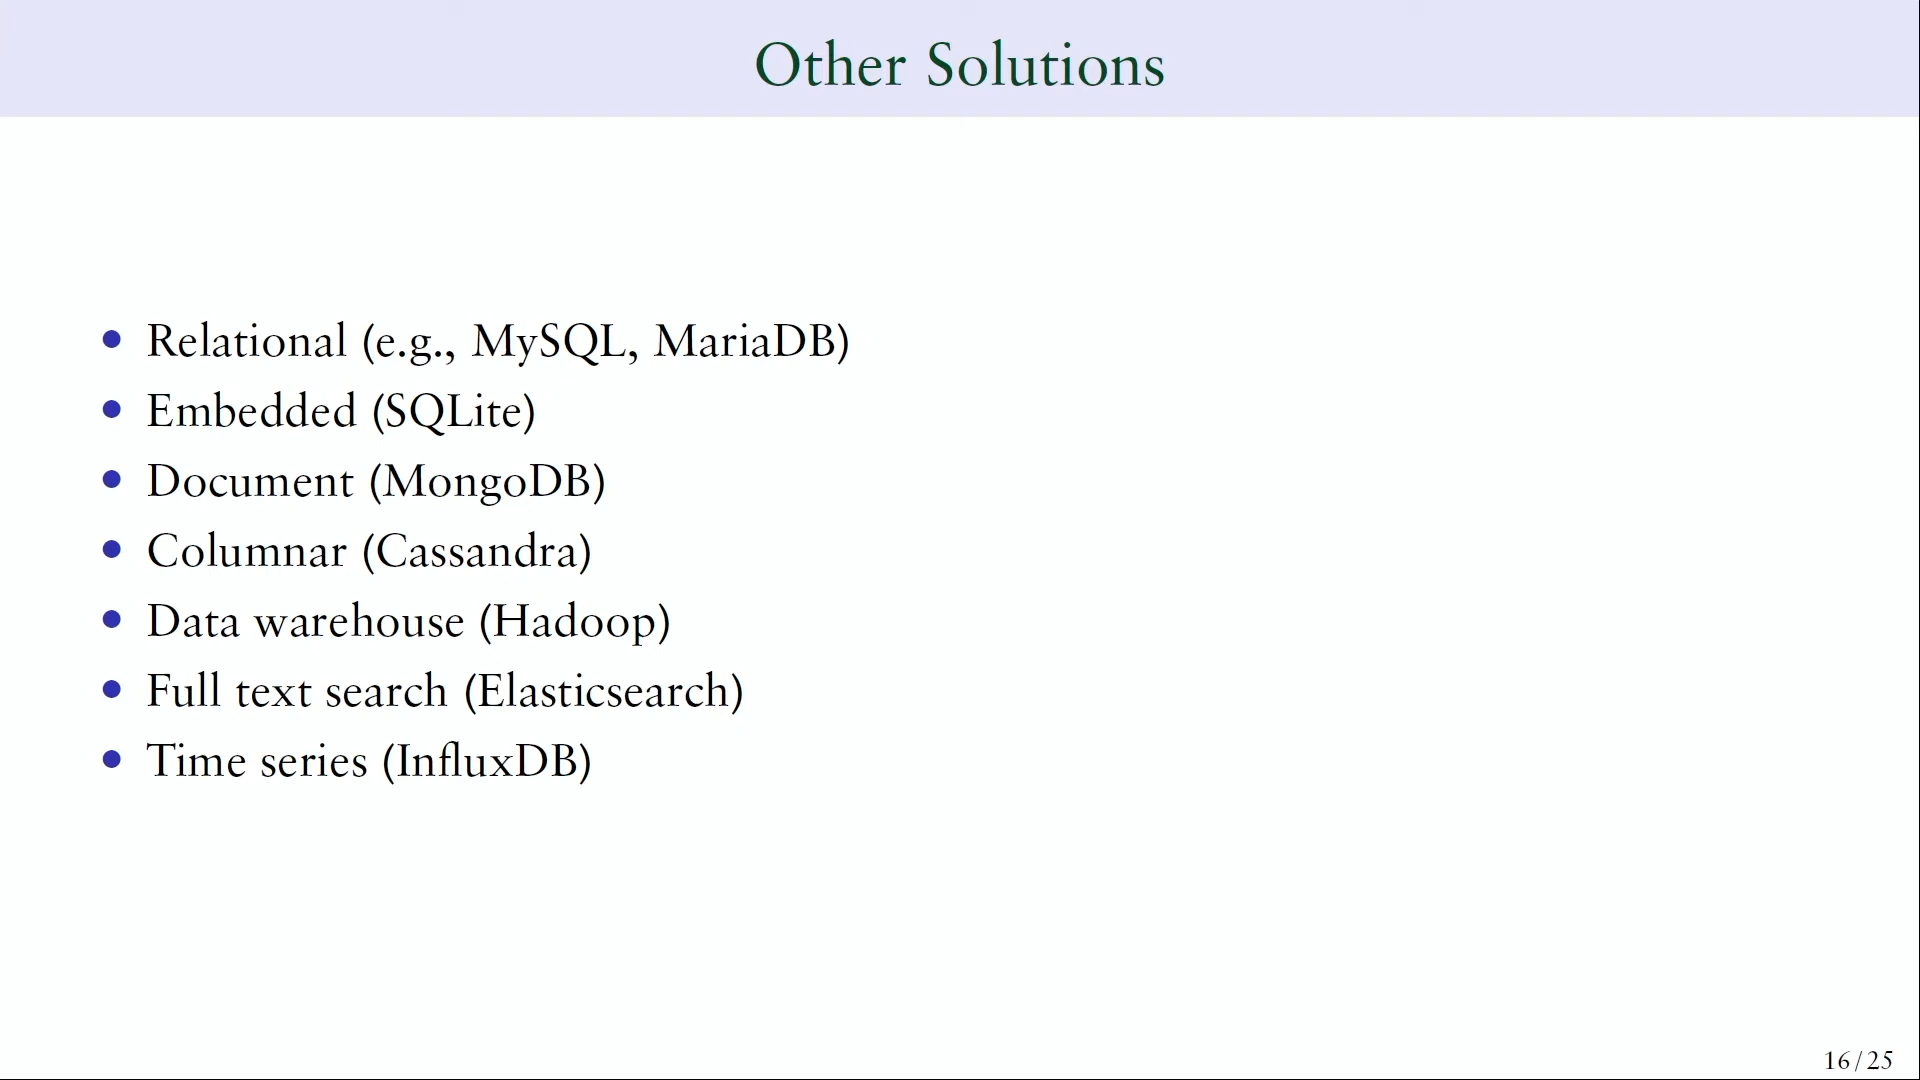 Other Solutions
• Relational (e.g., MySQL, MariaDB)
• Embedded (SQLite)
• Document (MongoDB)
• Columnar (Cassandra)
• Data warehouse (Hadoop)
• Full text search (Elasticsearch)
• Time series (InfluxDB)
16/25